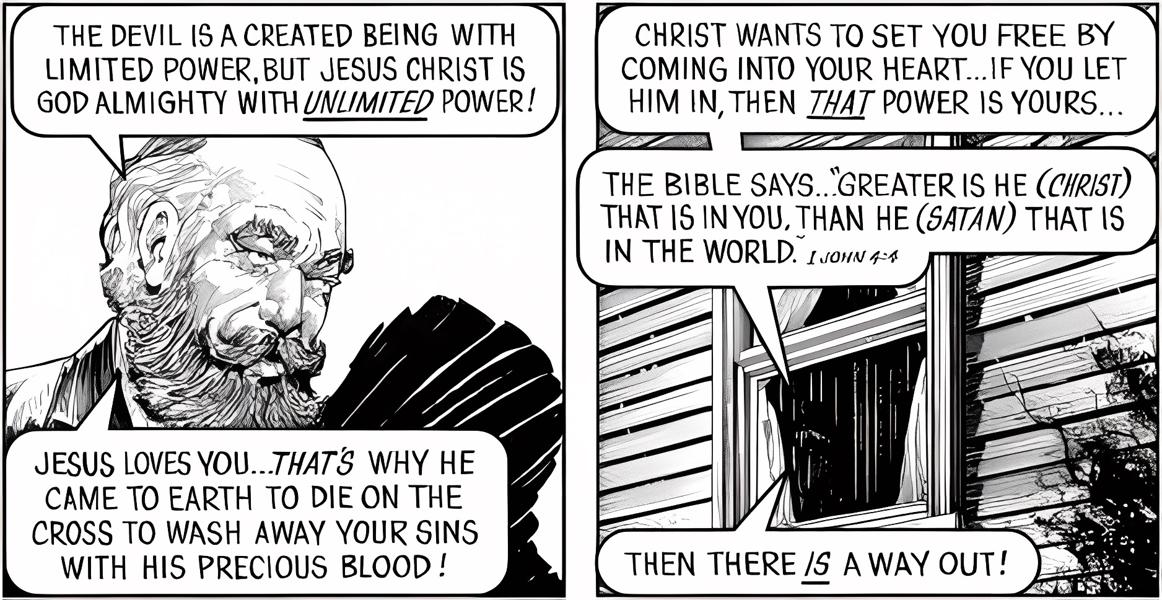 THE DEVIL IS A CREATED BEING WITH
LIMITED POWER, BUT JESUS CHRIST IS
GOD ALMIGHTY WITH UNLIMITED POWER!
JESUS LOVES YOU...THAT'S WHY HE
CAME TO EARTH TO DIE ON THE
CROSS TO WASH AWAY YOUR SINS
WITH HIS PRECIOUS BLOOD!
CHRIST WANTS TO SET YOU FREE BY
COMING INTO YOUR HEART...IF YOU LET
HIM IN, THEN THAT POWER IS YOURS...
THE BIBLE SAYS..."GREATER IS HE (CHRIST)
THAT IS IN YOU, THAN HE (SATAN) THAT IS
IN THE WORLD." I JOHN 4:4
THEN THERE IS A WAY OUT!